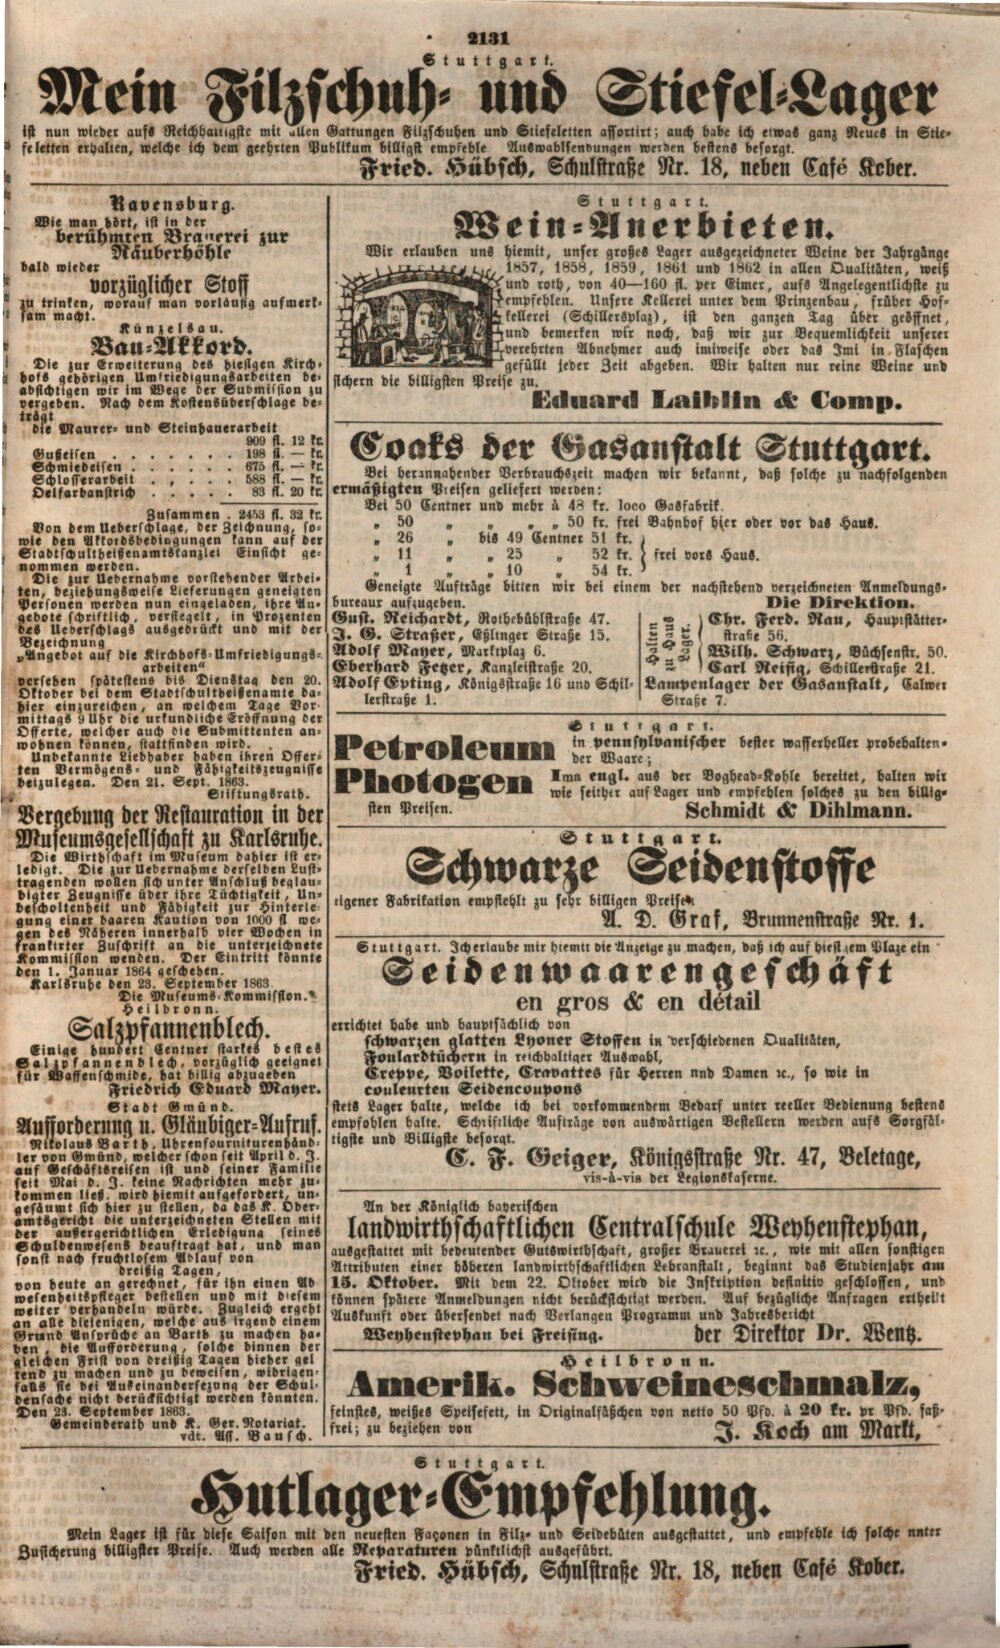 2131
Stuttgart.
Mein Filzschuh- und Stiefel-Lager
ist nun wieder aufs Reichhaltigste mit allen Gattungen Filzschuhen und Stiefeletten assortirt; auch habe ich etwas ganz Neues in Stie-
feletten erhalten, welche ich dem geehrten Publikum billigst empfehle. Auswahlsendungen werden bestens besorgt.
Fried. Hübsch, Schulstraße Nr. 18, neben Café Kober.
Ravensburg.
Wie man hört, ist in der
berühmten Brauerei zur
Räuberhöhle
bald wieder
vorzüglicher Stoff
zu trinken, worauf man vorläufig aufmerk-
sam macht.
Künzelsau.
Bau-Akkord.
Die zur Erweiterung des hiesigen Kirch-
hofs gehörigen Umfriedigungsarbeiten be-
absichtigen wir im Wege der Submission zu
vergeben. Nach dem Kostensüberschlage be-
trägt
die Maurer- und Steinhauerarbeit
909 fl. 12 kr.
Gußeisen . . . . . . . 198 fl. — kr.
Schmiedeisen . . . . . . 675 fl. — kr.
Schlosserarbeit . . . . . 588 fl. — kr.
Oelfarbanstrich . . . . . 83 fl. 20 kr.
Zusammen . 2453 fl. 32 kr.
Von dem Ueberschlage, der Zeichnung, so-
wie den Akkordsbedingungen kann auf der
Stadtschultheißenamtskanzlei Einsicht ge-
nommen werden.
Die zur Uebernahme vorstehender Arbei-
ten, beziehungsweise Lieferungen geneigten
Personen werden nun eingeladen, ihre An-
gebote schriftlich, versiegelt, in Prozenten
des Ueberschlags ausgedrückt und mit der
Bezeichnung
„Angebot auf die Kirchhofs-Umfriedigungs-
arbeiten"
versehen spätestens bis Dienstag den 20.
Oktober bei dem Stadtschultheißenamte da-
hier einzureichen, an welchem Tage Vor-
mittags 9 Uhr die urkundliche Eröffnung der
Offerte, welcher auch die Submittenten an-
wohnen können, stattfinden wird.
Unbekannte Liebhaber haben ihren Offer-
ten Vermögens- und Fähigkeitszeugnisse
beizulegen. Den 21. Sept. 1863.
Stiftungsrath.
Vergebung der Restauration in der
Museumsgesellschaft zu Karlsruhe.
Die Wirthschaft im Museum dahier ist er-
ledigt. Die zur Uebernahme derselben Lust-
tragenden wollen sich unter Anschluß beglau-
bigter Zeugnisse über ihre Tüchtigkeit, Un-
bescholtenheit und Fähigkeit zur Hinterle-
gung einer baaren Kaution von 1000 fl we-
gen des Näheren innerhalb vier Wochen in
frankirter Zuschrift an die unterzeichnete
Kommission wenden. Der Eintritt könnte
den 1. Januar 1864 geschehen.
Karlsruhe den 23. September 1863.
Die Museums-Kommission.
Heilbronn.
Salzpfannenblech.
Einige hundert Centner starkes bestes
Salzpfannenblech, vorzüglich geeignet
für Waffenschmide, hat billig abzugeben
Friedrich Eduard Mayer.
Stadt Gmünd.
Aufforderung u. Gläubiger-Aufruf.
Nikolaus Barth, Uhrenfourniturenhänd-
ler von Gmünd, welcher schon seit April d. J.
auf Geschäftsreisen ist und seiner Familie
seit Mai d. J. keine Nachrichten mehr zu-
kommen ließ, wird hiemit aufgefordert, un-
gesäumt sich hier zu stellen, da das K. Ober-
amtsgericht die unterzeichneten Stellen mit
der außergerichtlichen Erledigung seines
Schuldenwesens beauftragt hat, und man
sonst nach fruchtlosem Ablauf von
dreißig Tagen,
von heute an gerechnet, für ihn einen Ab
wesenheitspfleger bestellen und mit diesem
weiter verhandeln würde. Zugleich ergeht
an alle diejenigen, welche aus irgend einem
Grund Ansprüche an Barth zu machen ha-
ben, die Aufforderung, solche binnen der
gleichen Frist von dreißig Tagen hieher gel
tend zu machen und zu beweisen, widrigen-
falls sie bei Auseinandersezung der Schul-
densache nicht berücksichtigt werden könnten.
Den 23. September 1863.
Gemeinderath und K. Ger.Notariat.
vdt. Ass. Bausch.
Stuttgart.
Wein-Anerbieten.
Wir erlauben uns hiemit, unser großes Lager ausgezeichneter Weine der Jahrgänge
1857, 1858, 1859, 1861 und 1862 in allen Qualitäten, weiß
und roth, von 40—160 fl. per Eimer, aufs Angelegentlichste zu
empfehlen. Unsere Kellerei unter dem Prinzenbau, früher Hof-
kellerei (Schillersplaz), ist den ganzen Tag über geöffnet,
und bemerken wir noch, daß wir zur Bequemlichkeit unserer
verehrten Abnehmer auch imiweise oder das Imi in Flaschen
gefüllt jeder Zeit abgeben. Wir halten nur reine Weine und
sichern die billigsten Preise zu.
Eduard Laiblin & Comp.
Coaks der Gasanstalt Stuttgart.
Bei herannahender Verbrauchszeit machen wir bekannt, daß solche zu nachfolgenden
ermäßigten Preisen geliefert werden:
Bei 50 Centner und mehr à 48 kr. loco Gasfabrik.
„ 50 „ „ „ „ 50 kr. frei Bahnhof hier oder vor das Haus.
„ 26 „ bis 49 Centner 51 kr.
„ 11 „ „ 25 „ 52 kr. } frei vors Haus.
„ 1 „ „ 10 „ 54 kr.
Geneigte Aufträge bitten wir bei einem der nachstehend verzeichneten Anmeldungs-
bureaux aufzugeben.
Die Direktion.
Gust. Reichardt, Rothebühlstraße 47.
J. G. Straßer, Eßlinger Straße 15.
Adolf Mayer, Marktplaz 6.
Eberhard Fetzer, Kanzleistraße 20.
Adolf Epting, Königsstraße 16 und Schil-
lerstraße 1.
Halten
zu Haus
Lager.
Chr. Ferd. Nau, Hauptstätter-
straße 56.
Wilh. Schwarz, Büchsenstr. 50.
Carl Reisig, Schillerstraße 21.
Lampenlager der Gasanstalt, Calwer
Straße 7.
Stuttgart.
Petroleum in pennsylvanischer bester wasserheller probehalten-
der Waare;
Photogen Ima engl. aus der Boghead-Kohle bereitet, halten wir
wie seither auf Lager und empfehlen solches zu den billig-
sten Preisen.
Schmidt & Dihlmann.
Stuttgart.
Schwarze Seidenstoffe
eigener Fabrikation empfiehlt zu sehr billigen Preisen
A. D. Graf, Brunnenstraße Nr. 1.
Stuttgart. Ich erlaube mir hiemit die Anzeige zu machen, daß ich auf hiesigem Plaze ein
Seidenwaarengeschäft
en gros & en détail
errichtet habe und hauptsächlich von
schwarzen glatten Lyoner Stoffen in verschiedenen Qualitäten,
Foulardtüchern in reichhaltiger Auswahl,
Creppe, Voilette, Cravattes für Herren und Damen ꝛc., so wie in
couleurten Seidencoupons
stets Lager halte, welche ich bei vorkommendem Bedarf unter reeller Bedienung bestens
empfohlen halte. Schriftliche Aufträge von auswärtigen Bestellern werden aufs Sorgfäl-
tigste und Billigste besorgt.
C. F. Geiger, Königsstraße Nr. 47, Beletage,
vis-à-vis der Legionskaserne.
An der Königlich bayerischen
landwirthschaftlichen Centralschule Weyhenstephan,
ausgestattet mit bedeutender Gutswirthschaft, großer Brauerei ꝛc., wie mit allen sonstigen
Attributen einer höheren landwirthschaftlichen Lehranstalt, beginnt das Studienjahr am
15. Oktober. Mit dem 22. Oktober wird die Inskription definitiv geschlossen, und
können spätere Anmeldungen nicht berücksichtigt werden. Auf bezügliche Anfragen ertheilt
Auskunft oder übersendet nach Verlangen Programm und Jahresbericht
Weyhenstephan bei Freising. der Direktor Dr. Wentz.
Heilbronn.
Amerik. Schweineschmalz,
feinstes, weißes Speisefett, in Originalfäßchen von netto 50 Pfd. à 20 kr. pr Pfd. faß-
frei; zu beziehen von
J. Koch am Markt,
Stuttgart.
Hutlager-Empfehlung.
Mein Lager ist für diese Saison mit den neuesten Façonen in Filz- und Seidehüten ausgestattet, und empfehle ich solche unter
Zusicherung billigster Preise. Auch werden alle Reparaturen pünktlichst ausgeführt.
Fried. Hübsch, Schulstraße Nr. 18, neben Café Kober.